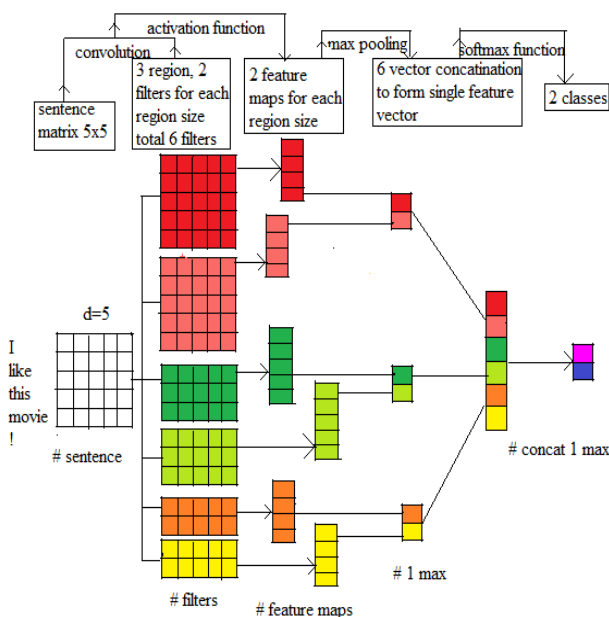 activation function
convolution
max pooling
softmax function
sentence
matrix 5x5
3 region, 2
filters for each
region size
total 6 filters
2 feature
maps for each
region size
6 vector concatination
to form single feature
vector
2 classes
d=5
I
like
this
movie
!
# sentence
# filters
# feature maps
# 1 max
# concat 1 max